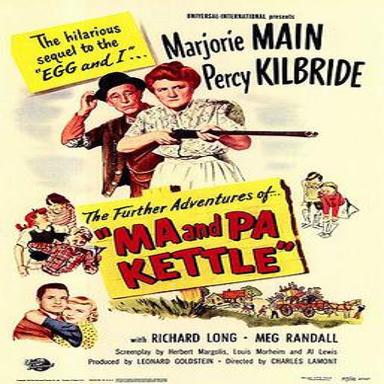 UNIVERSAL-INTERNATIONAL presents
The hilarious
sequel to the
"EGG and I"...
Marjorie MAIN
Percy KILBRIDE
The Further Adventures of...
"MA and PA
KETTLE"
with RICHARD LONG • MEG RANDALL
Screenplay by Herbert Margolis, Louis Morheim and Al Lewis
Produced by LEONARD GOLDSTEIN • Directed by CHARLES LAMONT